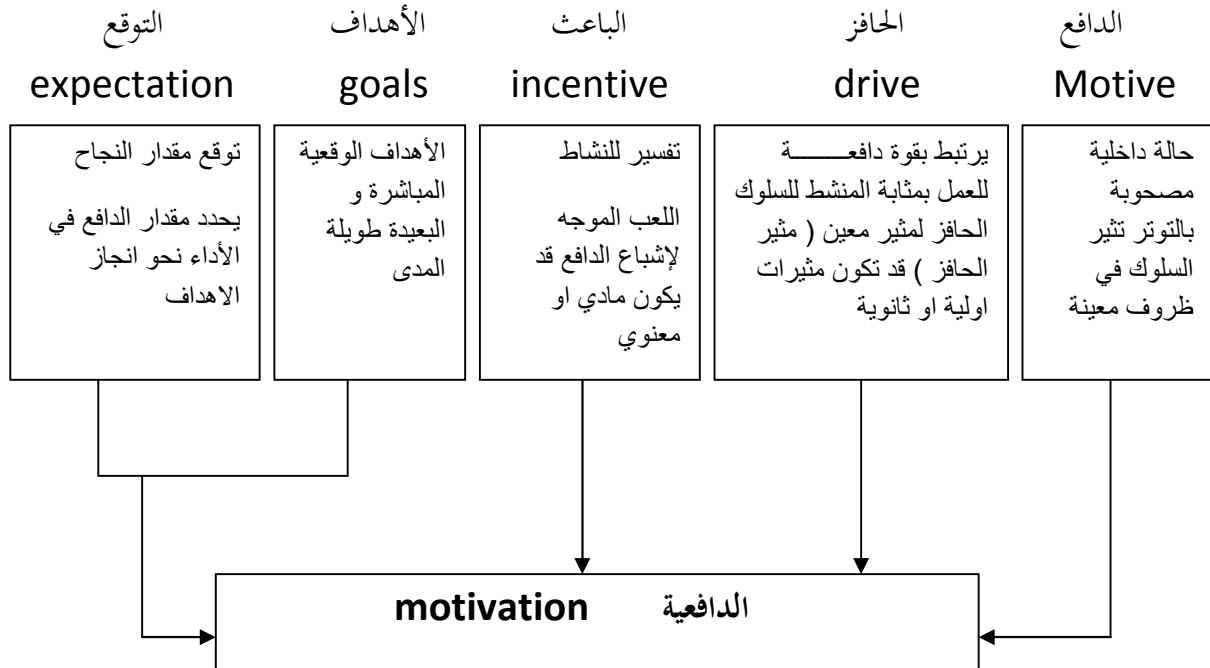 الدافع
Motive
حالة داخلية
مصحوبة
بالتوتر تثير
السلوك في
ظروف معينة
الحافز
drive
يرتبط بقوة دافعـــــــــة
للعمل بمثابة المنشط للسلوك
الحافز لمثير معين ( مثير
الحافز ) قد تكون مثيرات
اولية او ثانوية
الباعث
incentive
تفسير للنشاط
اللعب الموجه
لإشباع الدافع قد
يكون مادي او
معنوي
الأهداف
goals
الأهداف الوقعية
المباشرة و
البعيدة طويلة
المدى
التوقع
expectation
توقع مقدار النجاح
يحدد مقدار الدافع في
الأداء نحو انجاز
الاهداف
الدافعية motivation